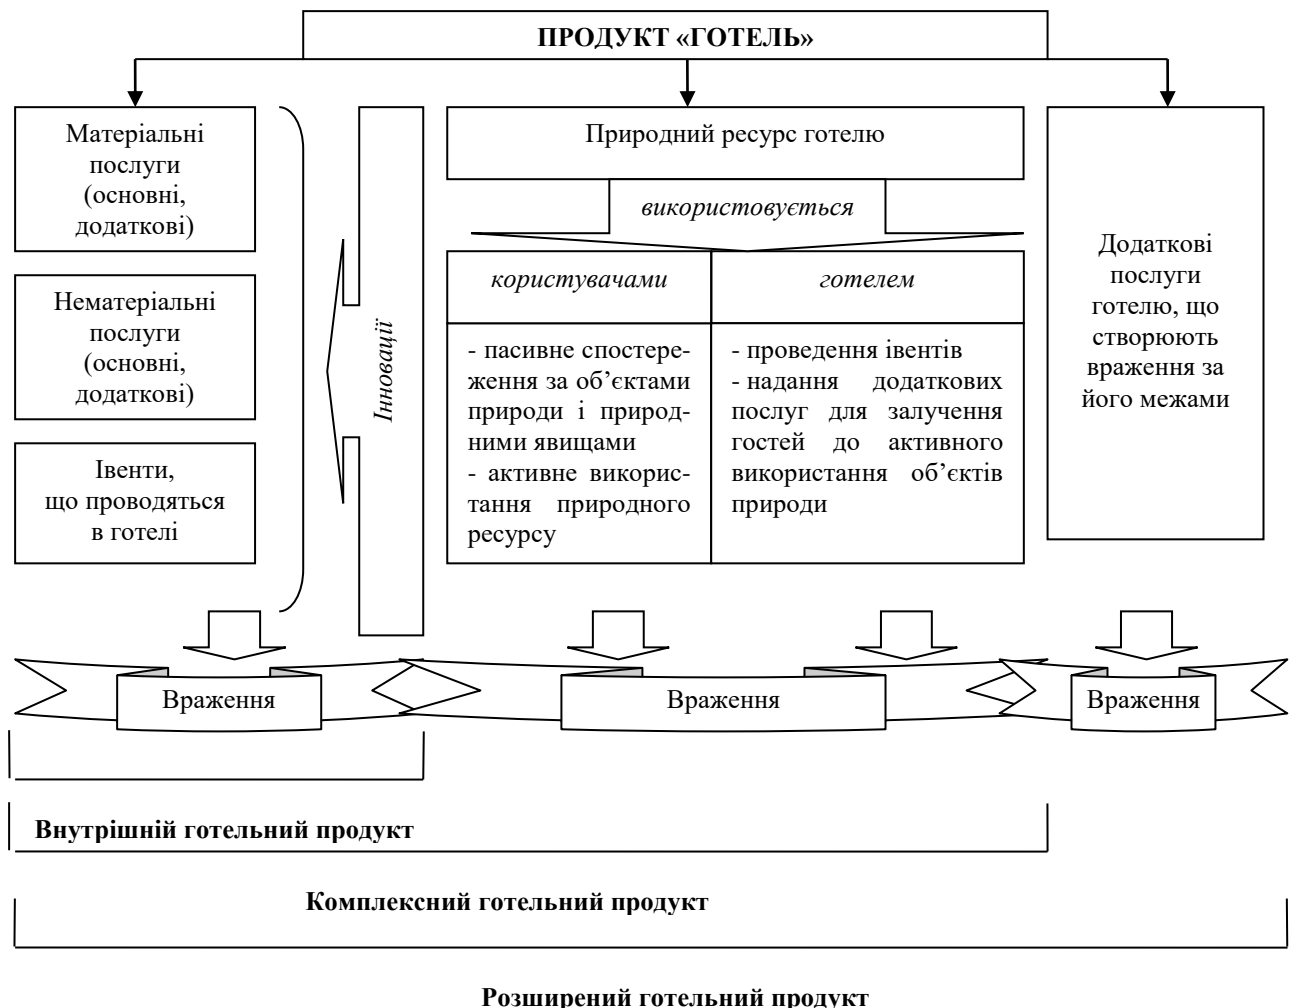 ПРОДУКТ «ГОТЕЛЬ»
Матеріальні
послуги
(основні,
додаткові)
Нематеріальні
послуги
(основні,
додаткові)
Івенти,
що проводяться
в готелі
Інновації
Природний ресурс готелю
використовується
користувачами
готелем
- пасивне спостере-
ження за об’єктами
природи і природ-
ними явищами
- активне викорис-
тання природного
ресурсу
- проведення івентів
- надання додаткових
послуг для залучення
гостей до активного
використання об’єктів
природи
Додаткові
послуги
готелю, що
створюють
враження за
його межами
Враження
Враження
Враження
Внутрішній готельний продукт
Комплексний готельний продукт
Розширений готельний продукт